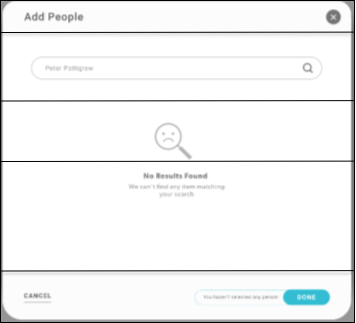 Add People
Peter Pettigrew
No Results Found
We can't find any item matching
your search
CANCEL
You haven't selected any person
DONE